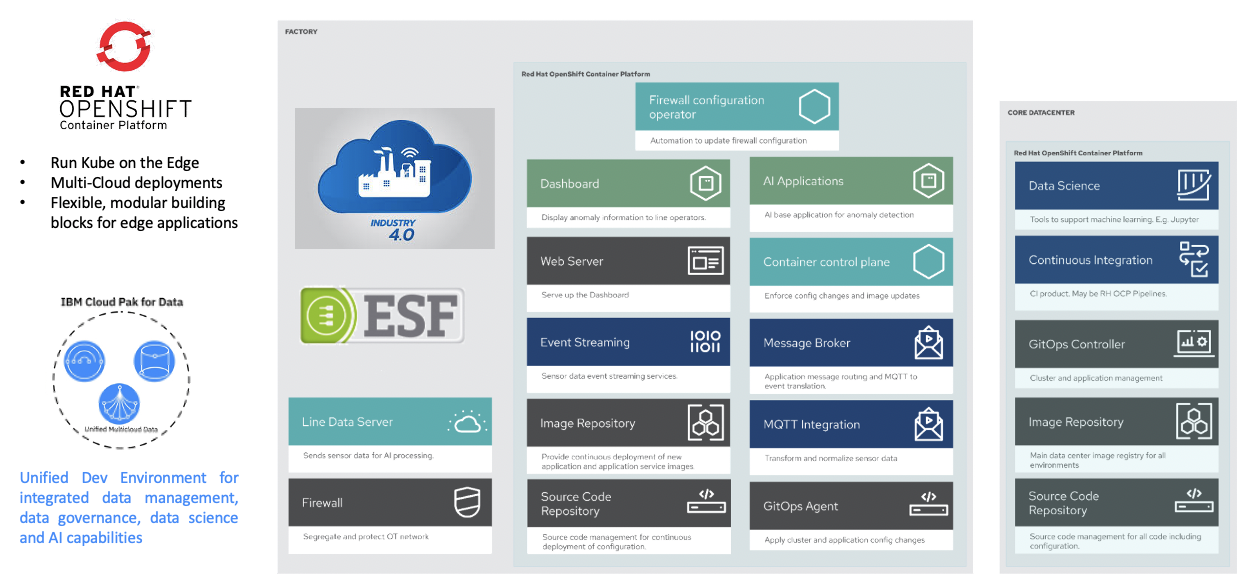 RED HAT®
OPENSHIFT
Container Platform
• Run Kube on the Edge
• Multi-Cloud deployments
• Flexible, modular building
blocks for edge applications
IBM Cloud Pak for Data
Unified Multicloud Data
Unified Dev Environment for
integrated data management,
data governance, data science
and AI capabilities
FACTORY
INDUSTRY
4.0
ESF
Line Data Server
Sends sensor data for AI processing.
Firewall
Segregate and protect OT network
Red Hat OpenShift Container Platform
Firewall configuration
operator
Automation to update firewall configuration
Dashboard
Display anomaly information to line operators.
AI Applications
AI base application for anomaly detection
Web Server
Serve up the Dashboard
Container control plane
Enforce config changes and image updates
Event Streaming
1010
11011
Sensor data event streaming services.
Message Broker
Application message routing and MQTT to
event translation.
Image Repository
Provide continuous deployment of new
application and application service images.
MQTT Integration
Transform and normalize sensor data
Source Code
Repository
</>
Source code management for continuous
deployment of configuration.
GitOps Agent
</>
Apply cluster and application config changes
CORE DATACENTER
Red Hat OpenShift Container Platform
Data Science
Tools to support machine learning. E.g. Jupyter
Continuous Integration
CI product. May be RH OCP Pipelines.
GitOps Controller
Cluster and application management
Image Repository
Main data center image registry for all
environments
Source Code
Repository
</>
Source code management for all code including
configuration.